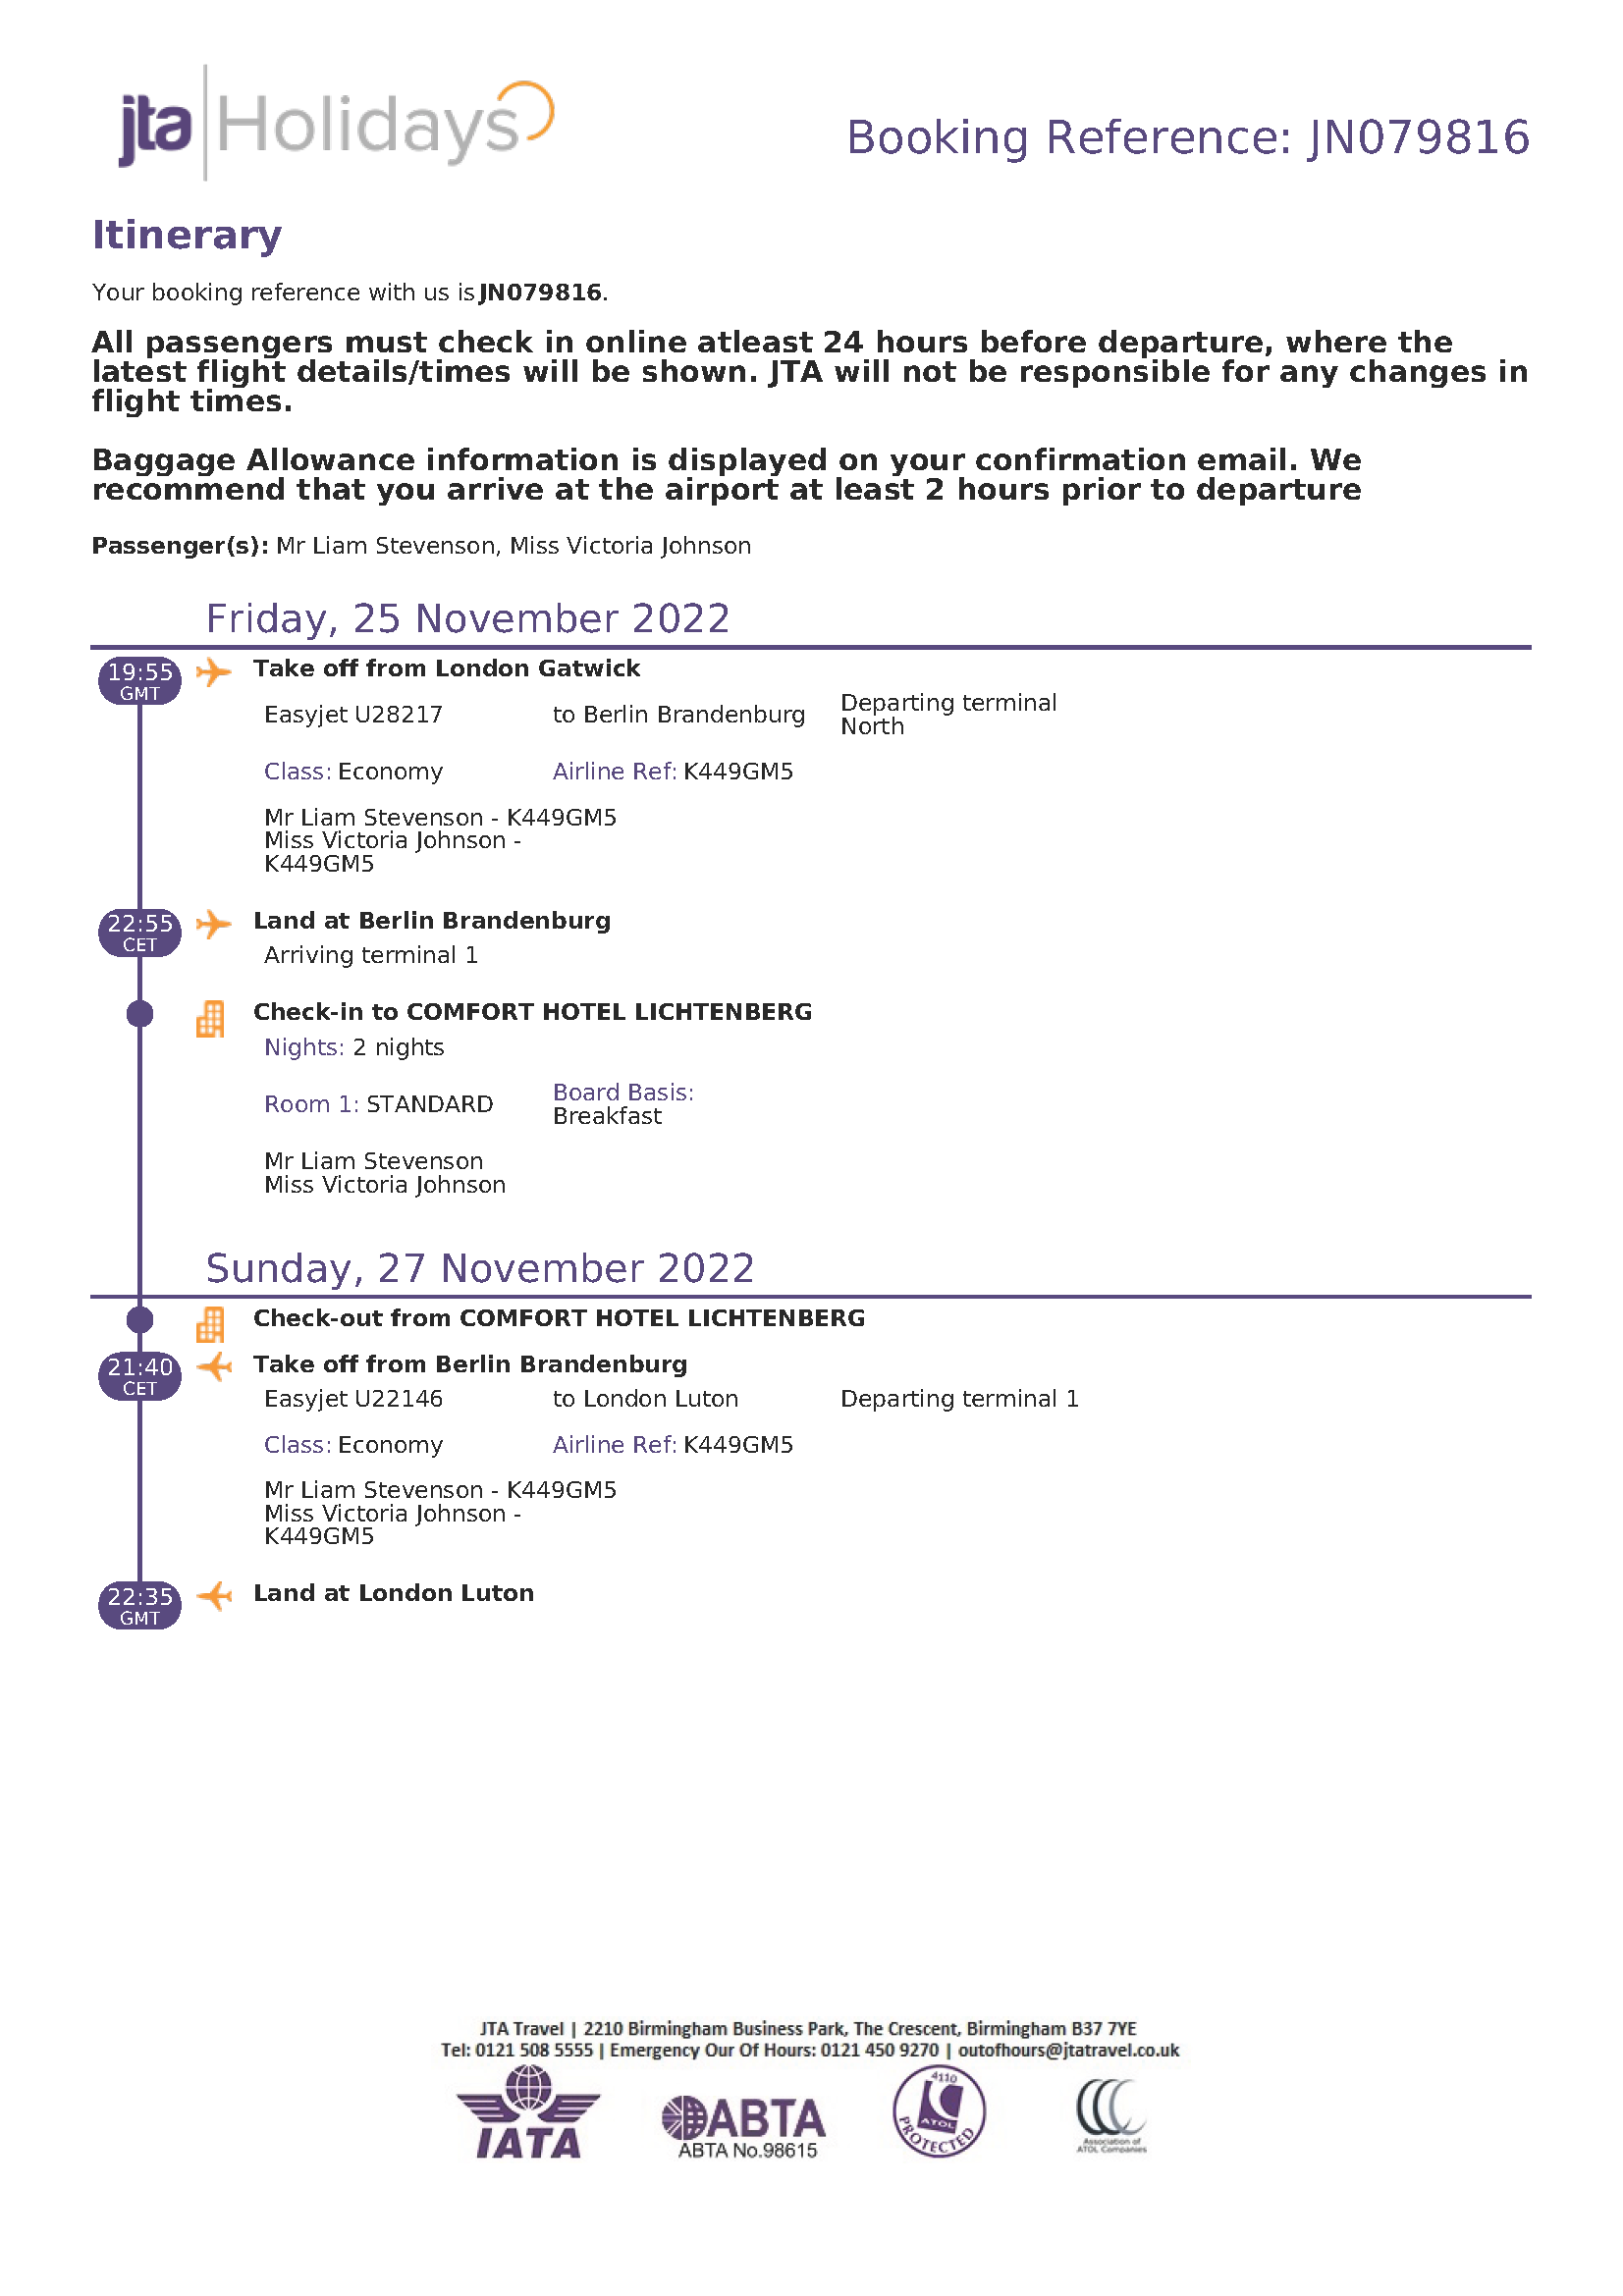 jta Holidays
Booking Reference: JN079816
Itinerary
Your booking reference with us is JN079816.
All passengers must check in online atleast 24 hours before departure, where the
latest flight details/times will be shown. JTA will not be responsible for any changes in
flight times.
Baggage Allowance information is displayed on your confirmation email. We
recommend that you arrive at the airport at least 2 hours prior to departure
Passenger(s): Mr Liam Stevenson, Miss Victoria Johnson
Friday, 25 November 2022
19:55 GMT
Take off from London Gatwick
Easyjet U28217 to Berlin Brandenburg Departing terminal
North
Class: Economy Airline Ref: K449GM5
Mr Liam Stevenson - K449GM5
Miss Victoria Johnson -
K449GM5
22:55 CET
Land at Berlin Brandenburg
Arriving terminal 1
Check-in to COMFORT HOTEL LICHTENBERG
Nights: 2 nights
Room 1: STANDARD Board Basis:
Breakfast
Mr Liam Stevenson
Miss Victoria Johnson
Sunday, 27 November 2022
Check-out from COMFORT HOTEL LICHTENBERG
21:40 CET
Take off from Berlin Brandenburg
Easyjet U22146 to London Luton Departing terminal 1
Class: Economy Airline Ref: K449GM5
Mr Liam Stevenson - K449GM5
Miss Victoria Johnson -
K449GM5
22:35 GMT
Land at London Luton
JTA Travel | 2210 Birmingham Business Park, The Crescent, Birmingham B37 7YE
Tel: 0121 508 5555 | Emergency Our Of Hours: 0121 450 9270 | outofhours@jtatravel.co.uk
IATA
ABTA
ABTA No.98615
4110
ATOL
PROTECTED
Association of
ATOL Companies